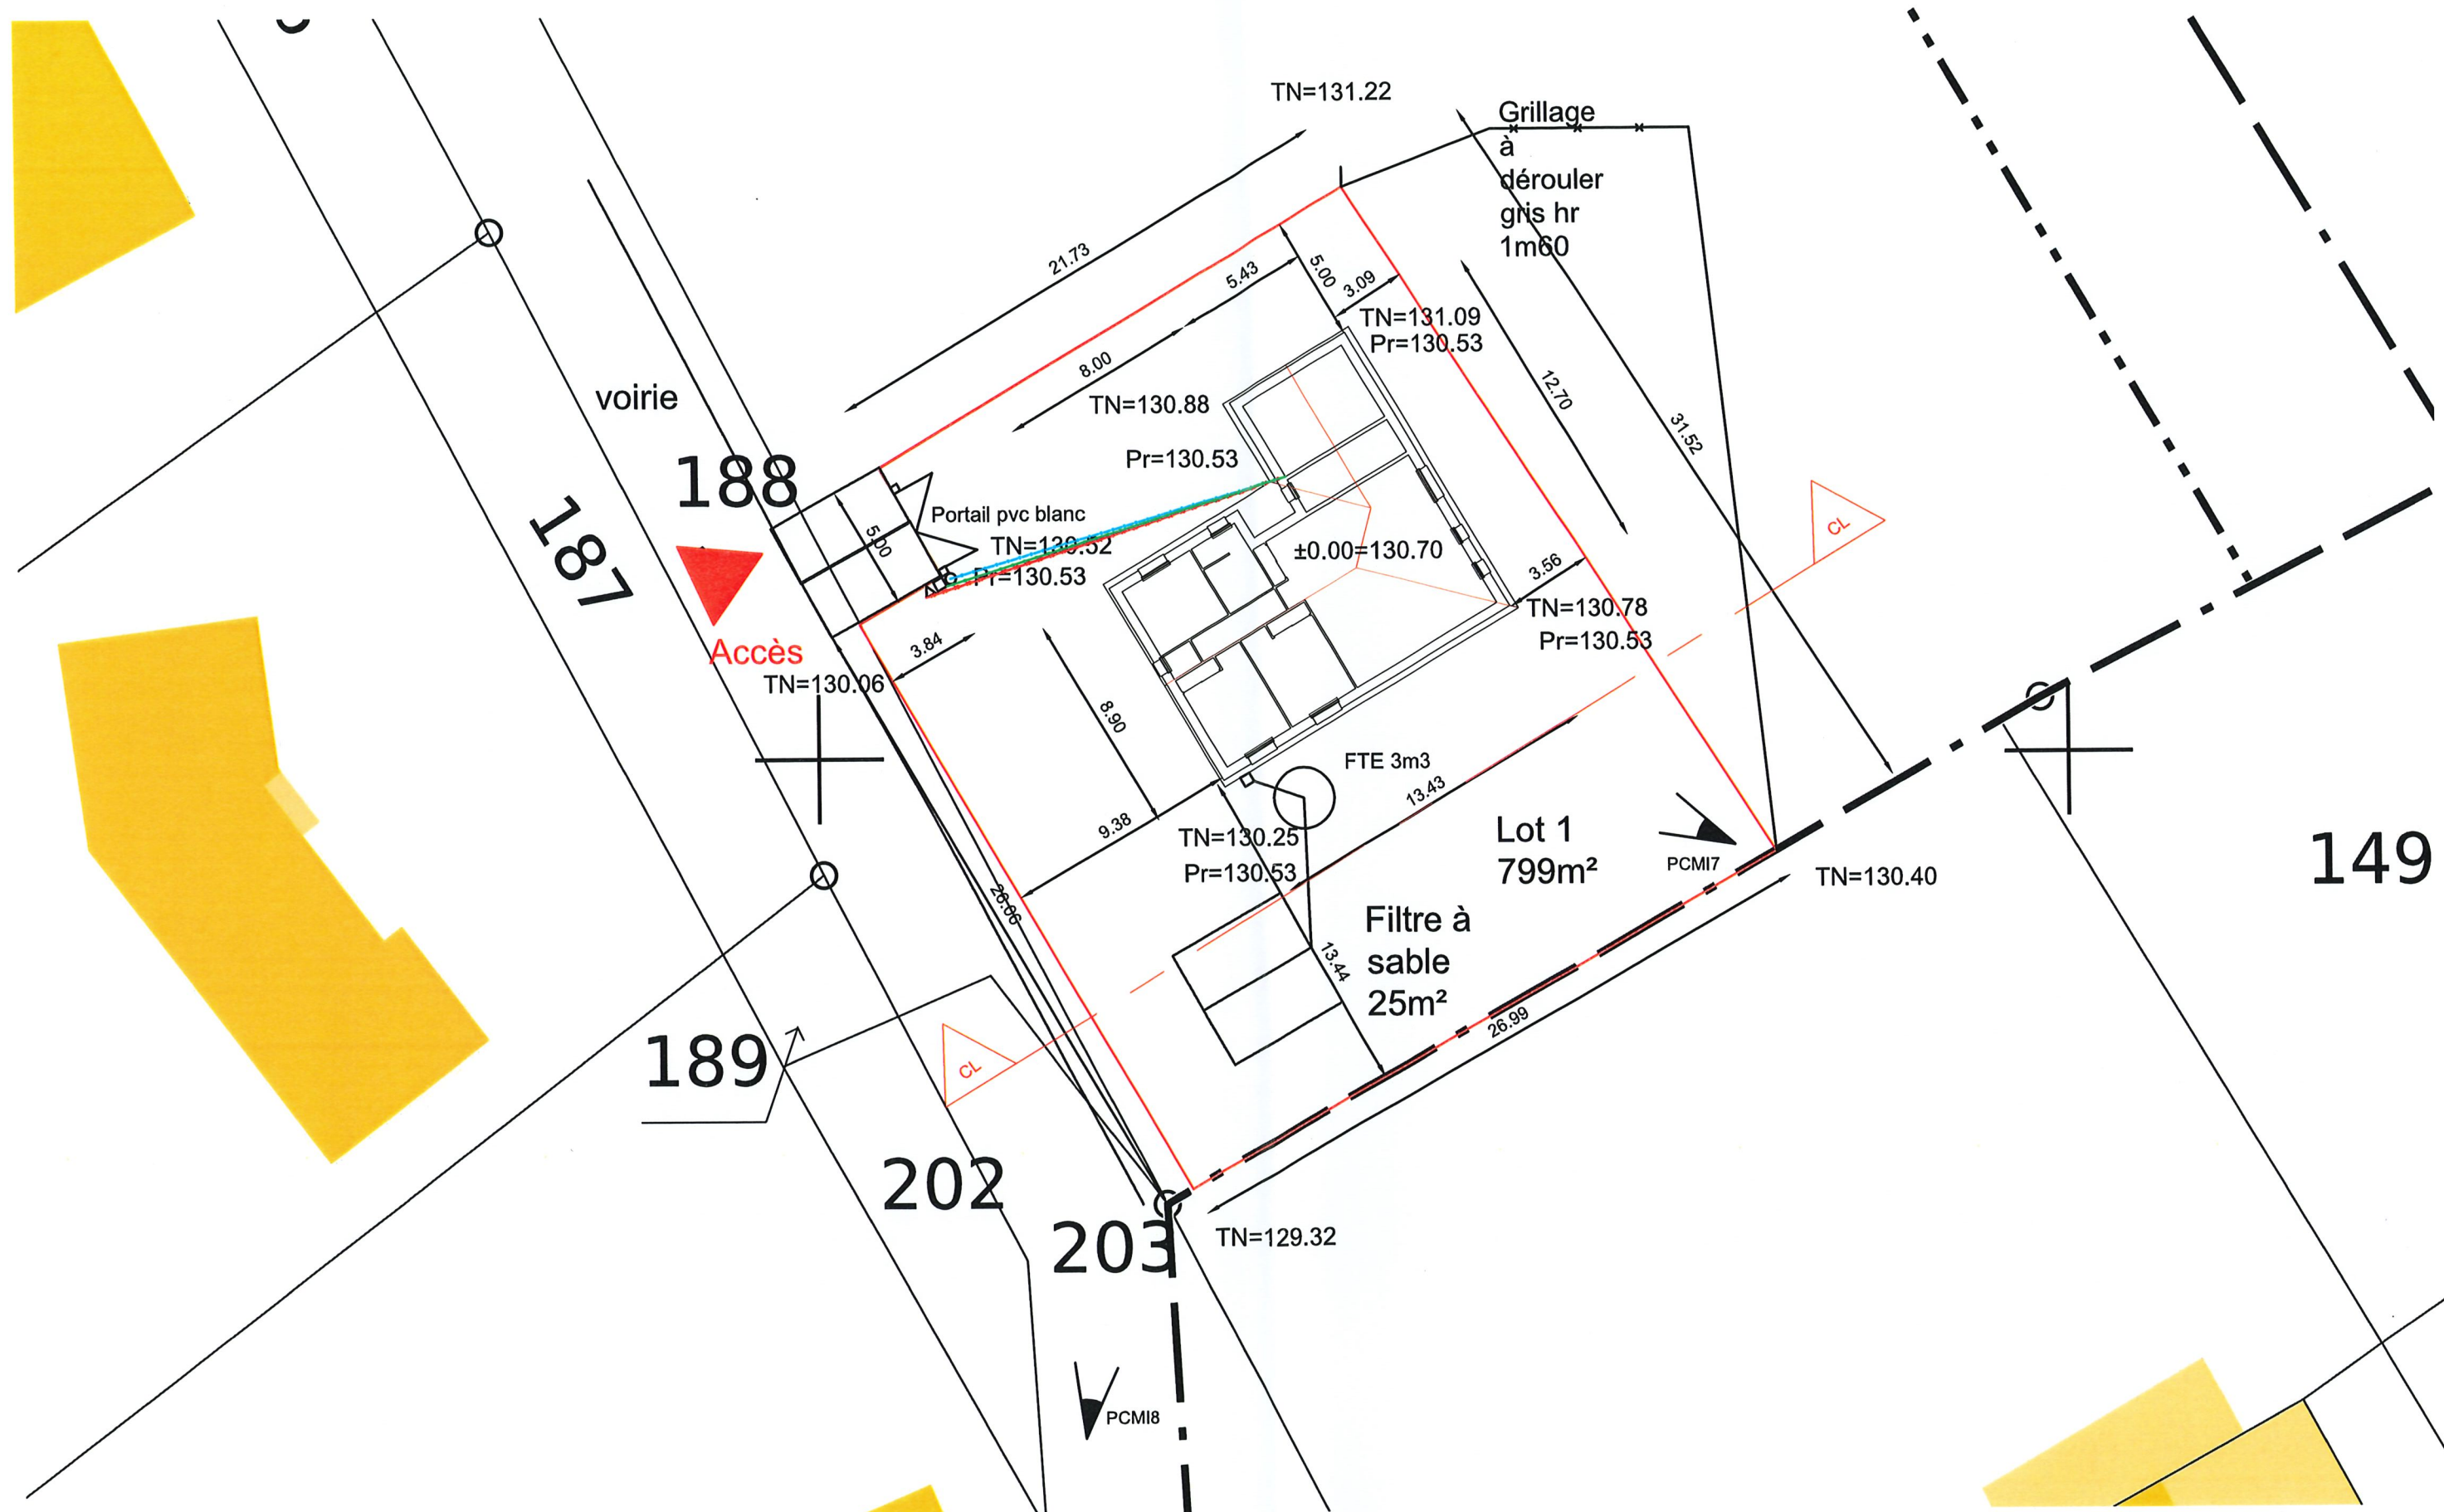 TN=131.22
Grillage
à
dérouler
gris hr
1m60
21.73
5.43
5.00
3.09
TN=131.09
Pr=130.53
8.00
12.70
voirie
TN=130.88
31.52
Pr=130.53
188
Portail pvc blanc
5.00
TN=130.52
±0.00=130.70
CL
187
Pr=130.53
3.56
TN=130.78
Pr=130.53
3.84
Accès
TN=130.06
8.90
FTE 3m3
13.43
9.38
TN=130.25
Pr=130.53
Lot 1
799m²
PCMI7
TN=130.40
149
26.06
Filtre à
sable
25m²
13.44
26.99
189
CL
202
203
TN=129.32
PCMI8